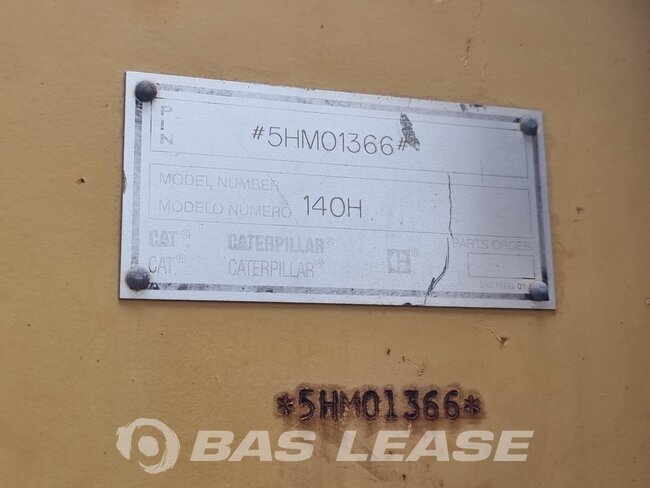 PIN
#5HM01366#
MODEL NUMBER
MODELO NUMERO 140H
CAT® CATERPILLAR®
CAT® CATERPILLAR®
PARTS ORDER
*5HM01366*
BAS LEASE